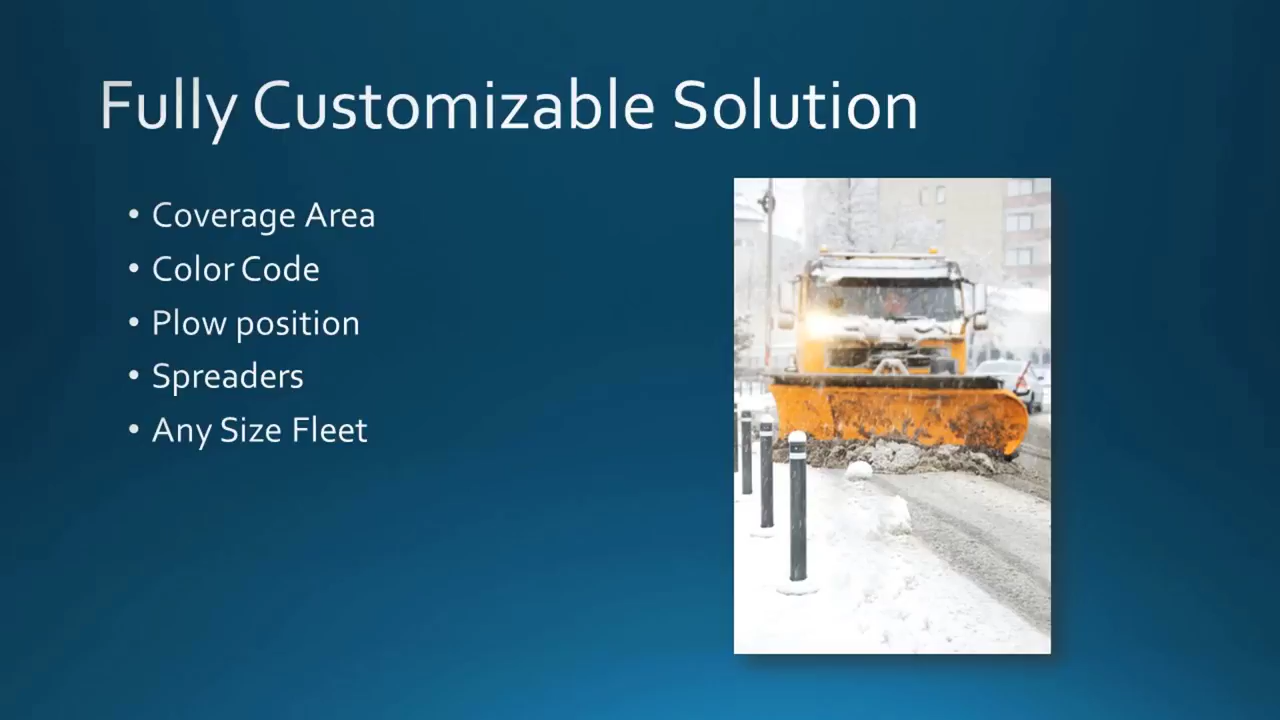 Fully Customizable Solution
• Coverage Area
• Color Code
• Plow position
• Spreaders
• Any Size Fleet